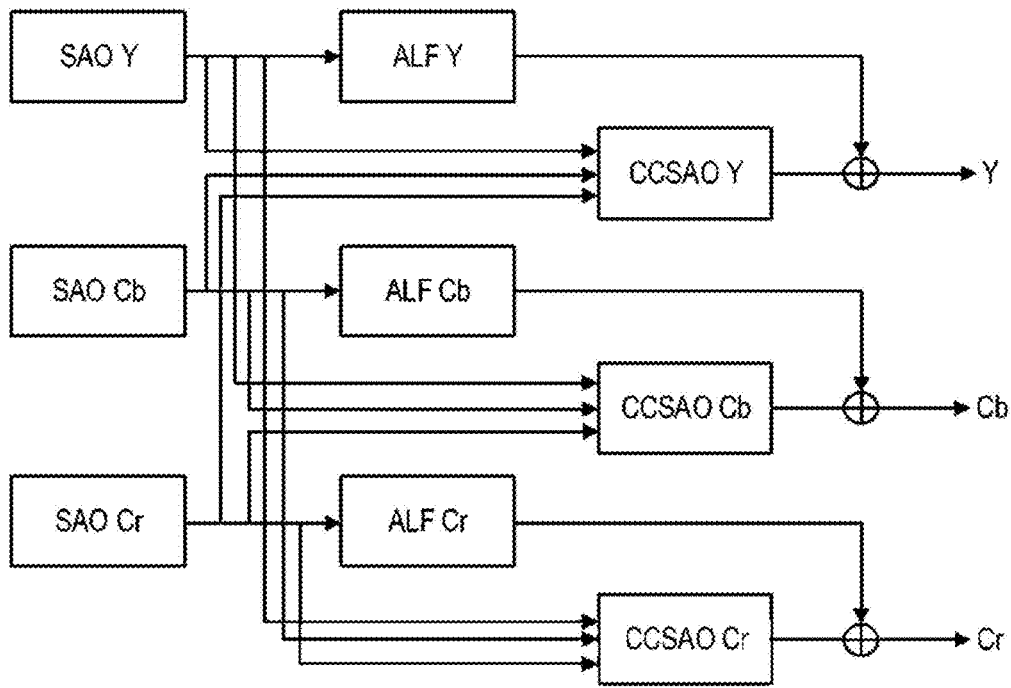 SAO Y
ALF Y
CCSAO Y
Y
SAO Cb
ALF Cb
CCSAO Cb
Cb
SAO Cr
ALF Cr
CCSAO Cr
Cr